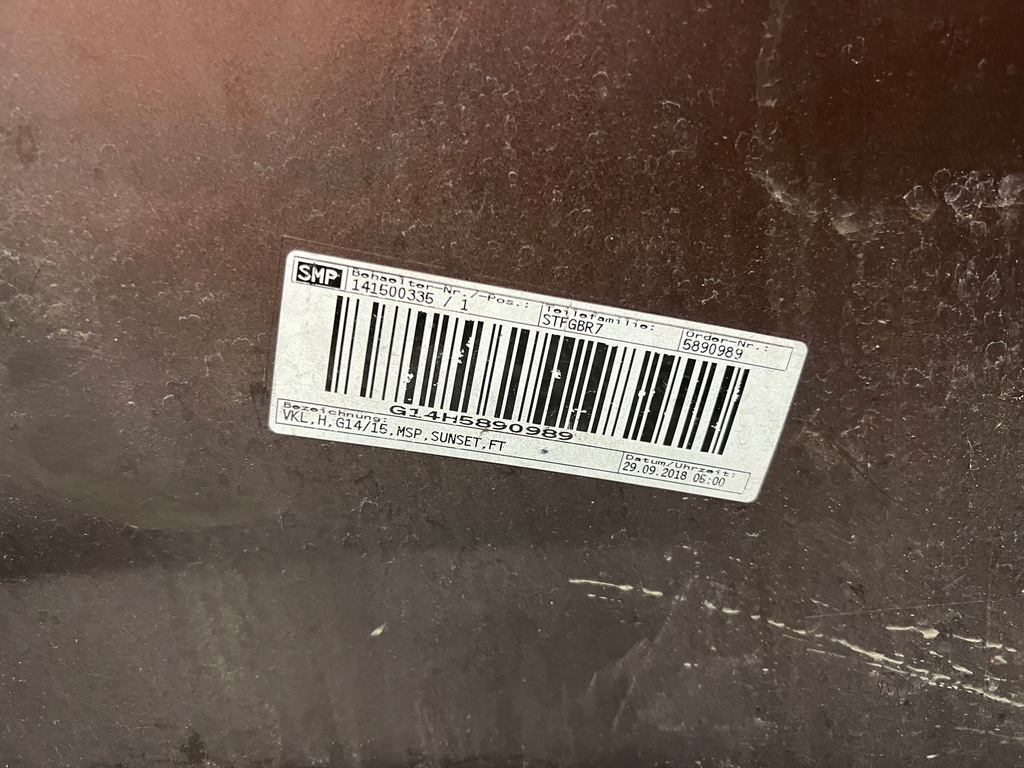 SMP
Behaelter-Nr./-Pos.:
141500335 / 1
Teilefamilie:
STFGBR7
Order-Nr.:
5890989
G14H5890989
Bezeichnung:
VKL,H,G14/15,MSP,SUNSET,FT
Datum/Uhrzeit:
29.09.2018 05:00